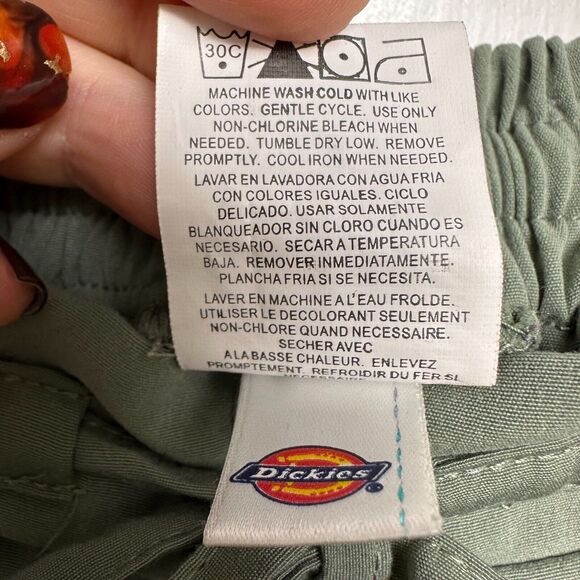 30C
MACHINE WASH COLD WITH LIKE
COLORS. GENTLE CYCLE. USE ONLY
NON-CHLORINE BLEACH WHEN
NEEDED. TUMBLE DRY LOW. REMOVE
PROMPTLY. COOL IRON WHEN NEEDED.
LAVAR EN LAVADORA CON AGUA FRIA
CON COLORES IGUALES. CICLO
DELICADO. USAR SOLAMENTE
BLANQUEADOR SIN CLORO CUANDO ES
NECESARIO. SECAR A TEMPERATURA
BAJA. REMOVER INMEDIATAMENTE.
PLANCHA FRIA SI SE NECESITA.
LAVER EN MACHINE A L'EAU FROLDE.
UTILISER LE DECOLORANT SEULEMENT
NON-CHLORE QUAND NECESSAIRE.
SECHER AVEC
A LA BASSE CHALEUR. ENLEVEZ
PROMPTEMENT. REFROIDIR DU FER SI
NECESSAIRE
Dickies